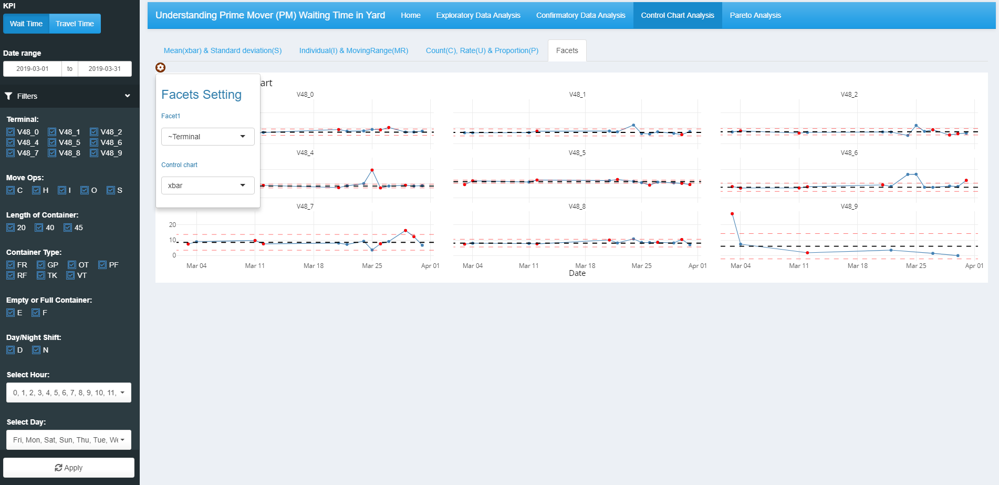 KPI
Wait Time Travel Time
Date range
2019-03-01 to 2019-03-31
Filters
Terminal:
V48_0 V48_1 V48_2
V48_4 V48_5 V48_6
V48_7 V48_8 V48_9
Move Ops:
C H I O S
Length of Container:
20 40 45
Container Type:
FR GP OT PF
RF TK VT
Empty or Full Container:
E F
Day/Night Shift:
D N
Select Hour:
0, 1, 2, 3, 4, 5, 6, 7, 8, 9, 10, 11,
Select Day:
Fri, Mon, Sat, Sun, Thu, Tue, We
Apply
Understanding Prime Mover (PM) Waiting Time in Yard Home Exploratory Data Analysis Confirmatory Data Analysis Control Chart Analysis Pareto Analysis
Mean(xbar) & Standard deviation(S) Individual(I) & MovingRange(MR) Count(C), Rate(U) & Proportion(P) Facets
art
Facets Setting
Facet1
~Terminal
Control chart
xbar
V48_0 V48_1 V48_2
V48_4 V48_5 V48_6
V48_7 V48_8 V48_9
20
10
0
Mar 04 Mar 11 Mar 18 Mar 25 Apr 01 Mar 04 Mar 11 Mar 18 Mar 25 Apr 01 Mar 04 Mar 11 Mar 18 Mar 25 Apr 01
Date